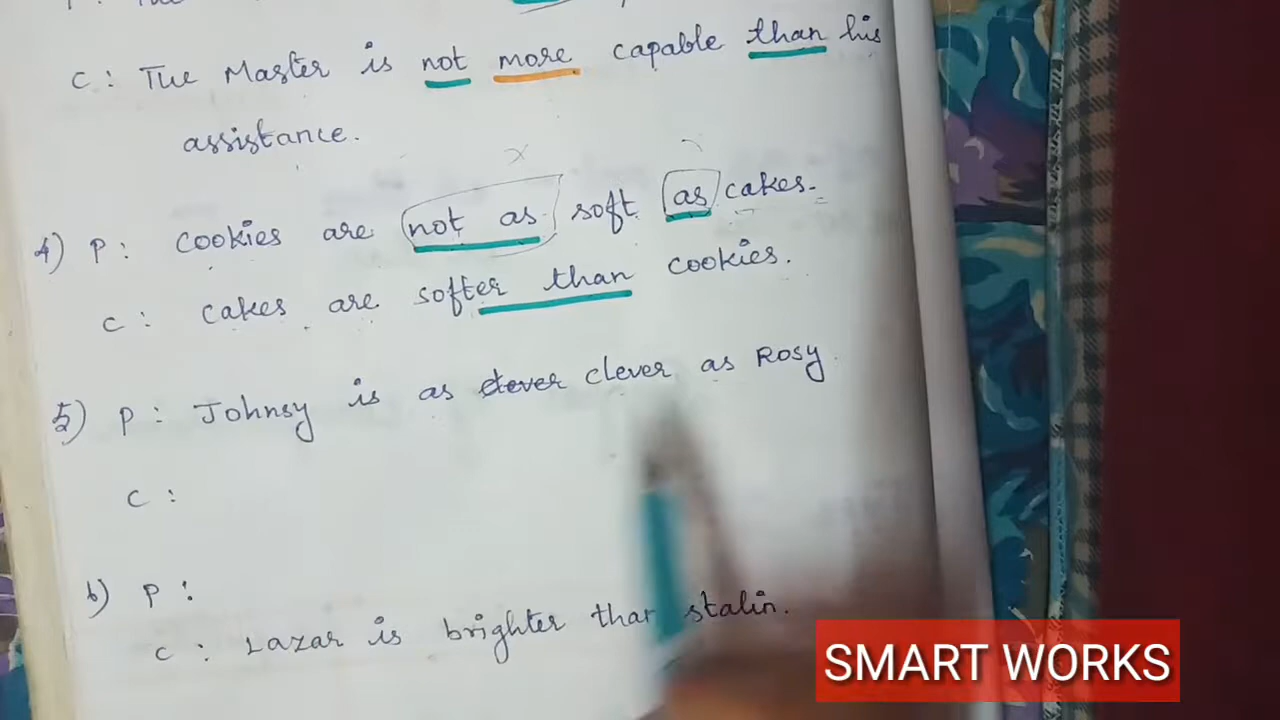 C: The Master is not more capable than his
assistance.
4) P: Cookies are not as soft as cakes.
C: cakes are softer than cookies.
5) P: Johnsy is as clever clever as Rosy
C:
6) P:
C: Lazar is brighter than stalin.
SMART WORKS